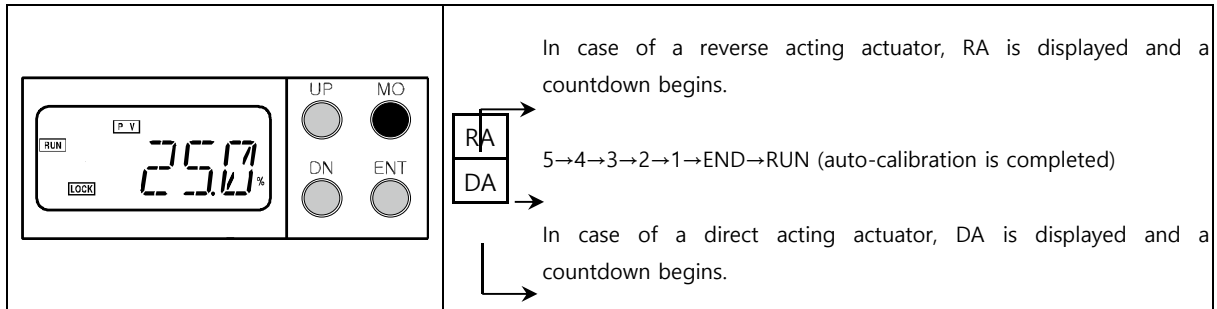 UP MO
P V
RUN
25.0 %
LOCK
DN ENT
In case of a reverse acting actuator, RA is displayed and a
countdown begins.
RA
5→4→3→2→1→END→RUN (auto-calibration is completed)
DA
In case of a direct acting actuator, DA is displayed and a
countdown begins.